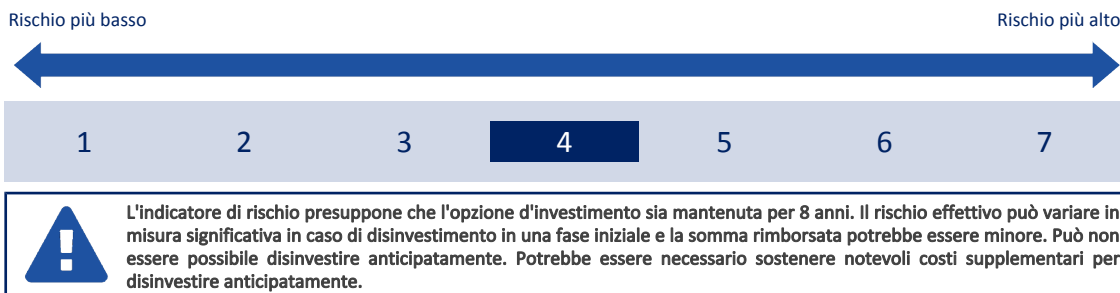 Rischio più basso Rischio più alto
1 2 3 4 5 6 7
L'indicatore di rischio presuppone che l'opzione d'investimento sia mantenuta per 8 anni. Il rischio effettivo può variare in
misura significativa in caso di disinvestimento in una fase iniziale e la somma rimborsata potrebbe essere minore. Può non
essere possibile disinvestire anticipatamente. Potrebbe essere necessario sostenere notevoli costi supplementari per
disinvestire anticipatamente.